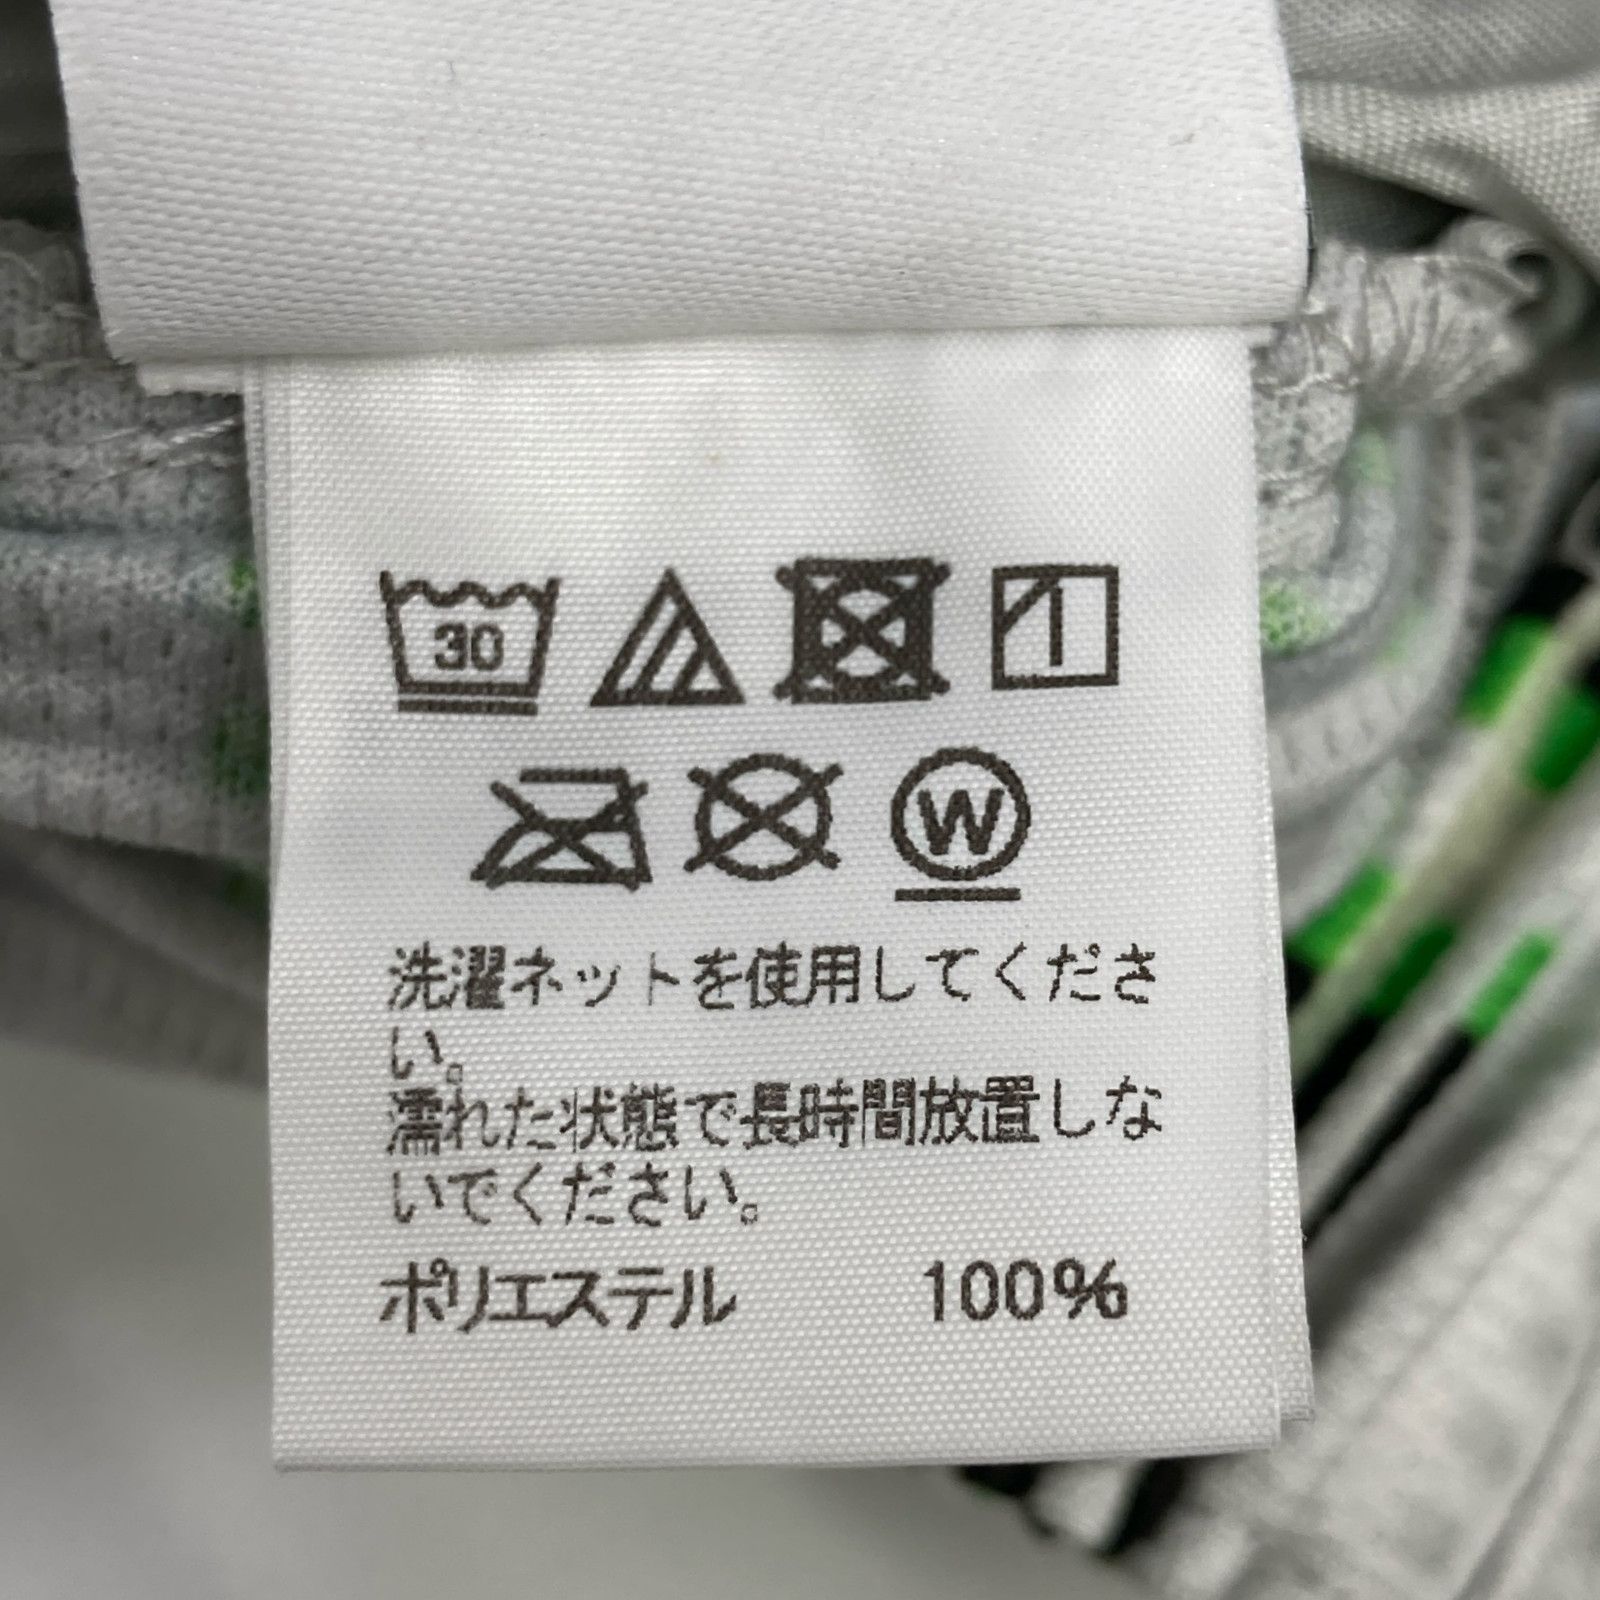 30
W
洗濯ネットを使用してくださ
い。
濡れた状態で長時間放置しな
いでください。
ポリエステル 100%